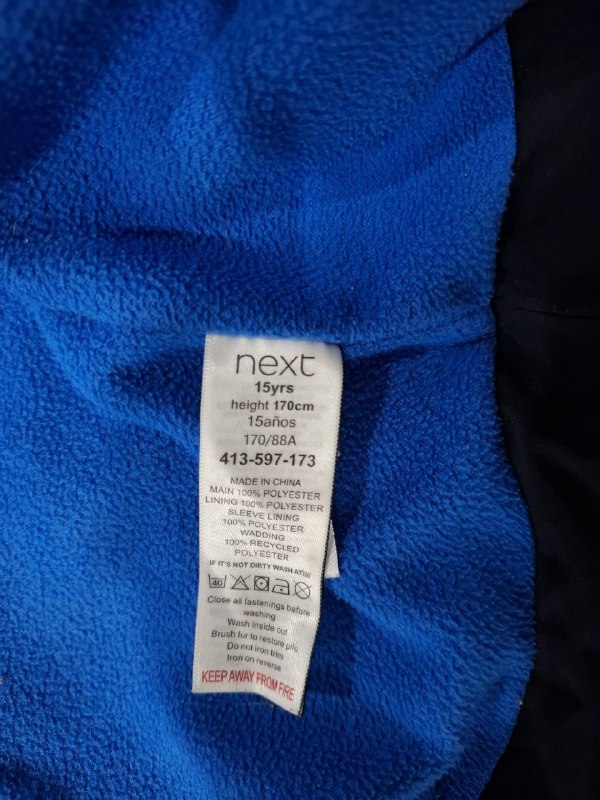 next
15yrs
height 170cm
15años
170/88A
413-597-173
MADE IN CHINA
MAIN 100% POLYESTER
LINING 100% POLYESTER
SLEEVE LINING
100% POLYESTER
WADDING
100% RECYCLED
POLYESTER
IF IT'S NOT DIRTY WASH AT
40
Close all fastenings before
washing
Wash inside out
Brush fur to restore pile
Do not iron trim
Iron on reverse
KEEP AWAY FROM FIRE